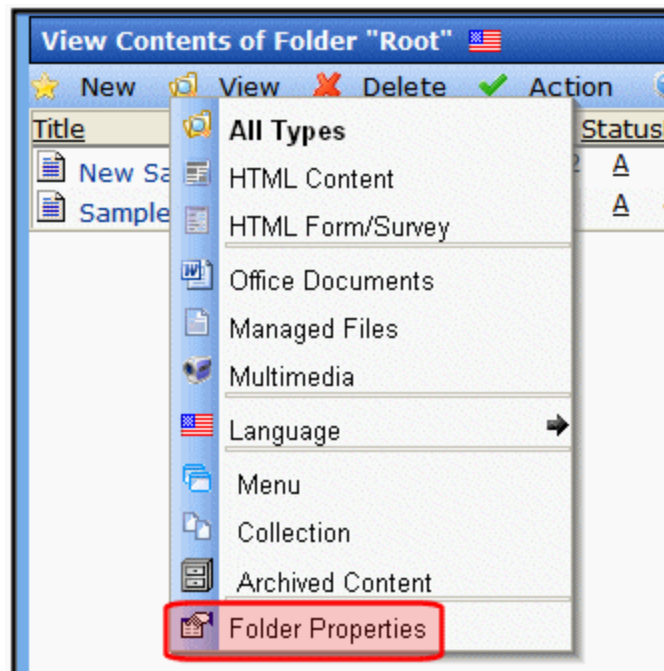 View Contents of Folder "Root"
New View Delete Action
Title Status
New Sa 2 A
Sample A
All Types
HTML Content
HTML Form/Survey
Office Documents
Managed Files
Multimedia
Language
Menu
Collection
Archived Content
Folder Properties